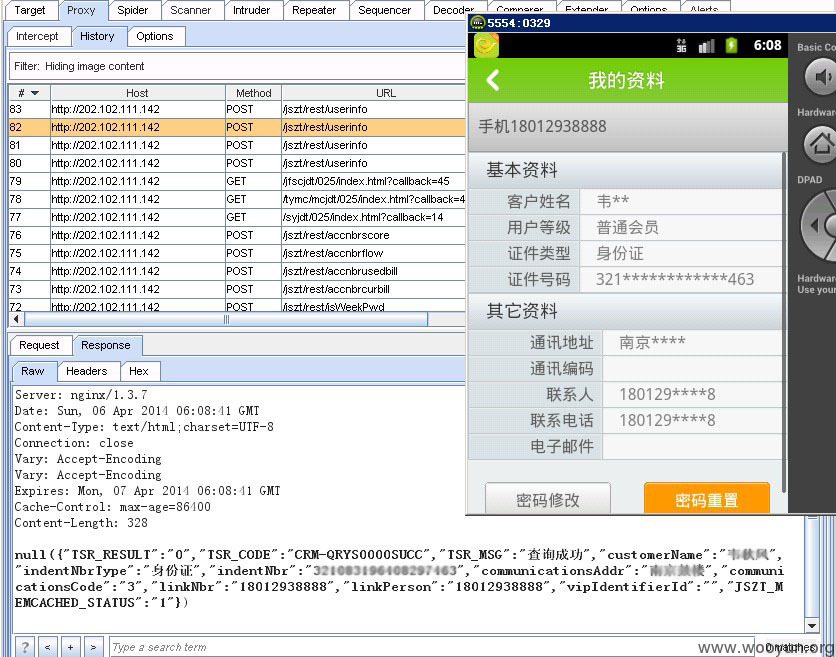 Target Proxy Spider Scanner Intruder Repeater Sequencer Decoder Comparer Extender Options Alerts
Intercept History Options
Filter: Hiding image content
# Host Method URL
83 http://202.102.111.142 POST /jszt/rest/userinfo
82 http://202.102.111.142 POST /jszt/rest/userinfo
81 http://202.102.111.142 POST /jszt/rest/userinfo
80 http://202.102.111.142 POST /jszt/rest/userinfo
79 http://202.102.111.142 GET /jfscjdt/025/index.html?callback=45
78 http://202.102.111.142 GET /tymc/mcjdt/025/index.html?callback=4
77 http://202.102.111.142 GET /syjdt/025/index.html?callback=14
76 http://202.102.111.142 POST /jszt/rest/accnbrscore
75 http://202.102.111.142 POST /jszt/rest/accnbrflow
74 http://202.102.111.142 POST /jszt/rest/accnbrusedbill
73 http://202.102.111.142 POST /jszt/rest/accnbrcurbill
72 http://202.102.111.142 POST /jszt/rest/isWeekPwd
Request Response
Raw Headers Hex
Server: nginx/1.3.7
Date: Sun, 06 Apr 2014 06:08:41 GMT
Content-Type: text/html;charset=UTF-8
Connection: close
Vary: Accept-Encoding
Vary: Accept-Encoding
Expires: Mon, 07 Apr 2014 06:08:41 GMT
Cache-Control: max-age=86400
Content-Length: 328
null({"TSR_RESULT":"0","TSR_CODE":"CRM-QRYS0000SUCC","TSR_MSG":"查询成功","customerName":"
"indentNbrType":"身份证","indentNbr":" ","communicationsAddr":" ","communi
cationsCode":"3","linkNbr":"18012938888","linkPerson":"18012938888","vipIdentifierId":"","JSZT_M
EMCACHED_STATUS":"1"})
? < + > Type a search term 0 matches
5554:0329
3G 6:08
我的资料
手机18012938888
基本资料
客户姓名 韦**
用户等级 普通会员
证件类型 身份证
证件号码 321************463
其它资料
通讯地址 南京****
通讯编码
联系人 180129****8
联系电话 180129****8
电子邮件
密码修改 密码重置
Basic Co
Hardwar
DPAD
Hardwar
Use your
www.wooyun.org